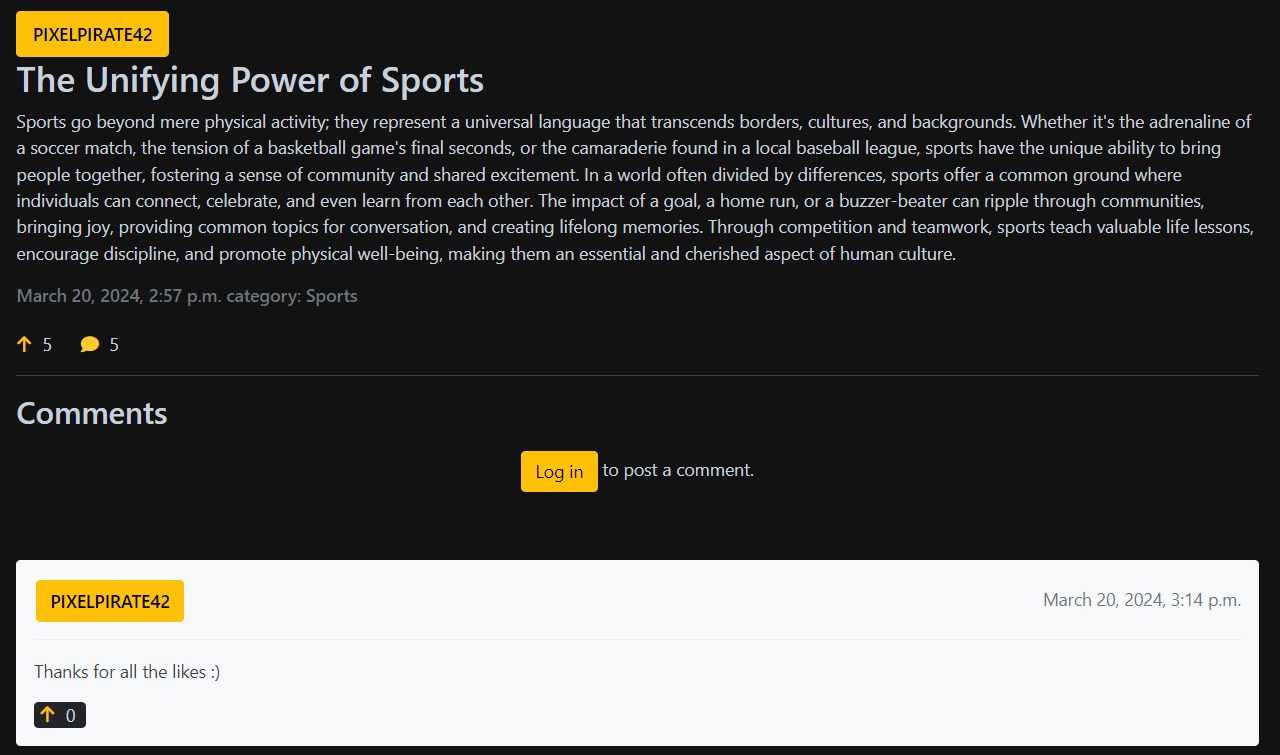 PIXELPIRATE42
The Unifying Power of Sports
Sports go beyond mere physical activity; they represent a universal language that transcends borders, cultures, and backgrounds. Whether it's the adrenaline of
a soccer match, the tension of a basketball game's final seconds, or the camaraderie found in a local baseball league, sports have the unique ability to bring
people together, fostering a sense of community and shared excitement. In a world often divided by differences, sports offer a common ground where
individuals can connect, celebrate, and even learn from each other. The impact of a goal, a home run, or a buzzer-beater can ripple through communities,
bringing joy, providing common topics for conversation, and creating lifelong memories. Through competition and teamwork, sports teach valuable life lessons,
encourage discipline, and promote physical well-being, making them an essential and cherished aspect of human culture.
March 20, 2024, 2:57 p.m. category: Sports
5 5
Comments
Log in to post a comment.
PIXELPIRATE42 March 20, 2024, 3:14 p.m.
Thanks for all the likes :)
0